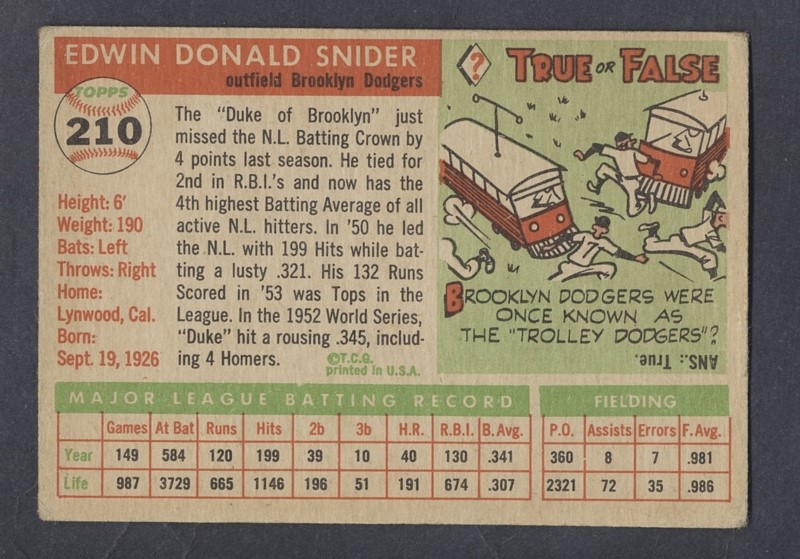 EDWIN DONALD SNIDER
outfield Brooklyn Dodgers
TOPPS
210
Height: 6'
Weight: 190
Bats: Left
Throws: Right
Home:
Lynwood, Cal.
Born:
Sept. 19, 1926
The "Duke of Brooklyn" just
missed the N.L. Batting Crown by
4 points last season. He tied for
2nd in R.B.I.'s and now has the
4th highest Batting Average of all
active N.L. hitters. In '50 he led
the N.L. with 199 Hits while bat-
ting a lusty .321. His 132 Runs
Scored in '53 was Tops in the
League. In the 1952 World Series,
"Duke" hit a rousing .345, includ-
ing 4 Homers.
©T.C.G.
printed in U.S.A.
? TRUE OR FALSE
BROOKLYN DODGERS WERE
ONCE KNOWN AS
THE "TROLLEY DODGERS"?
ANS.: True.
MAJOR LEAGUE BATTING RECORD
Games At Bat Runs Hits 2b 3b H.R. R.B.I. B.Avg.
Year 149 584 120 199 39 10 40 130 .341
Life 987 3729 665 1146 196 51 191 674 .307
FIELDING
P.O. Assists Errors F. Avg.
360 8 7 .981
2321 72 35 .986